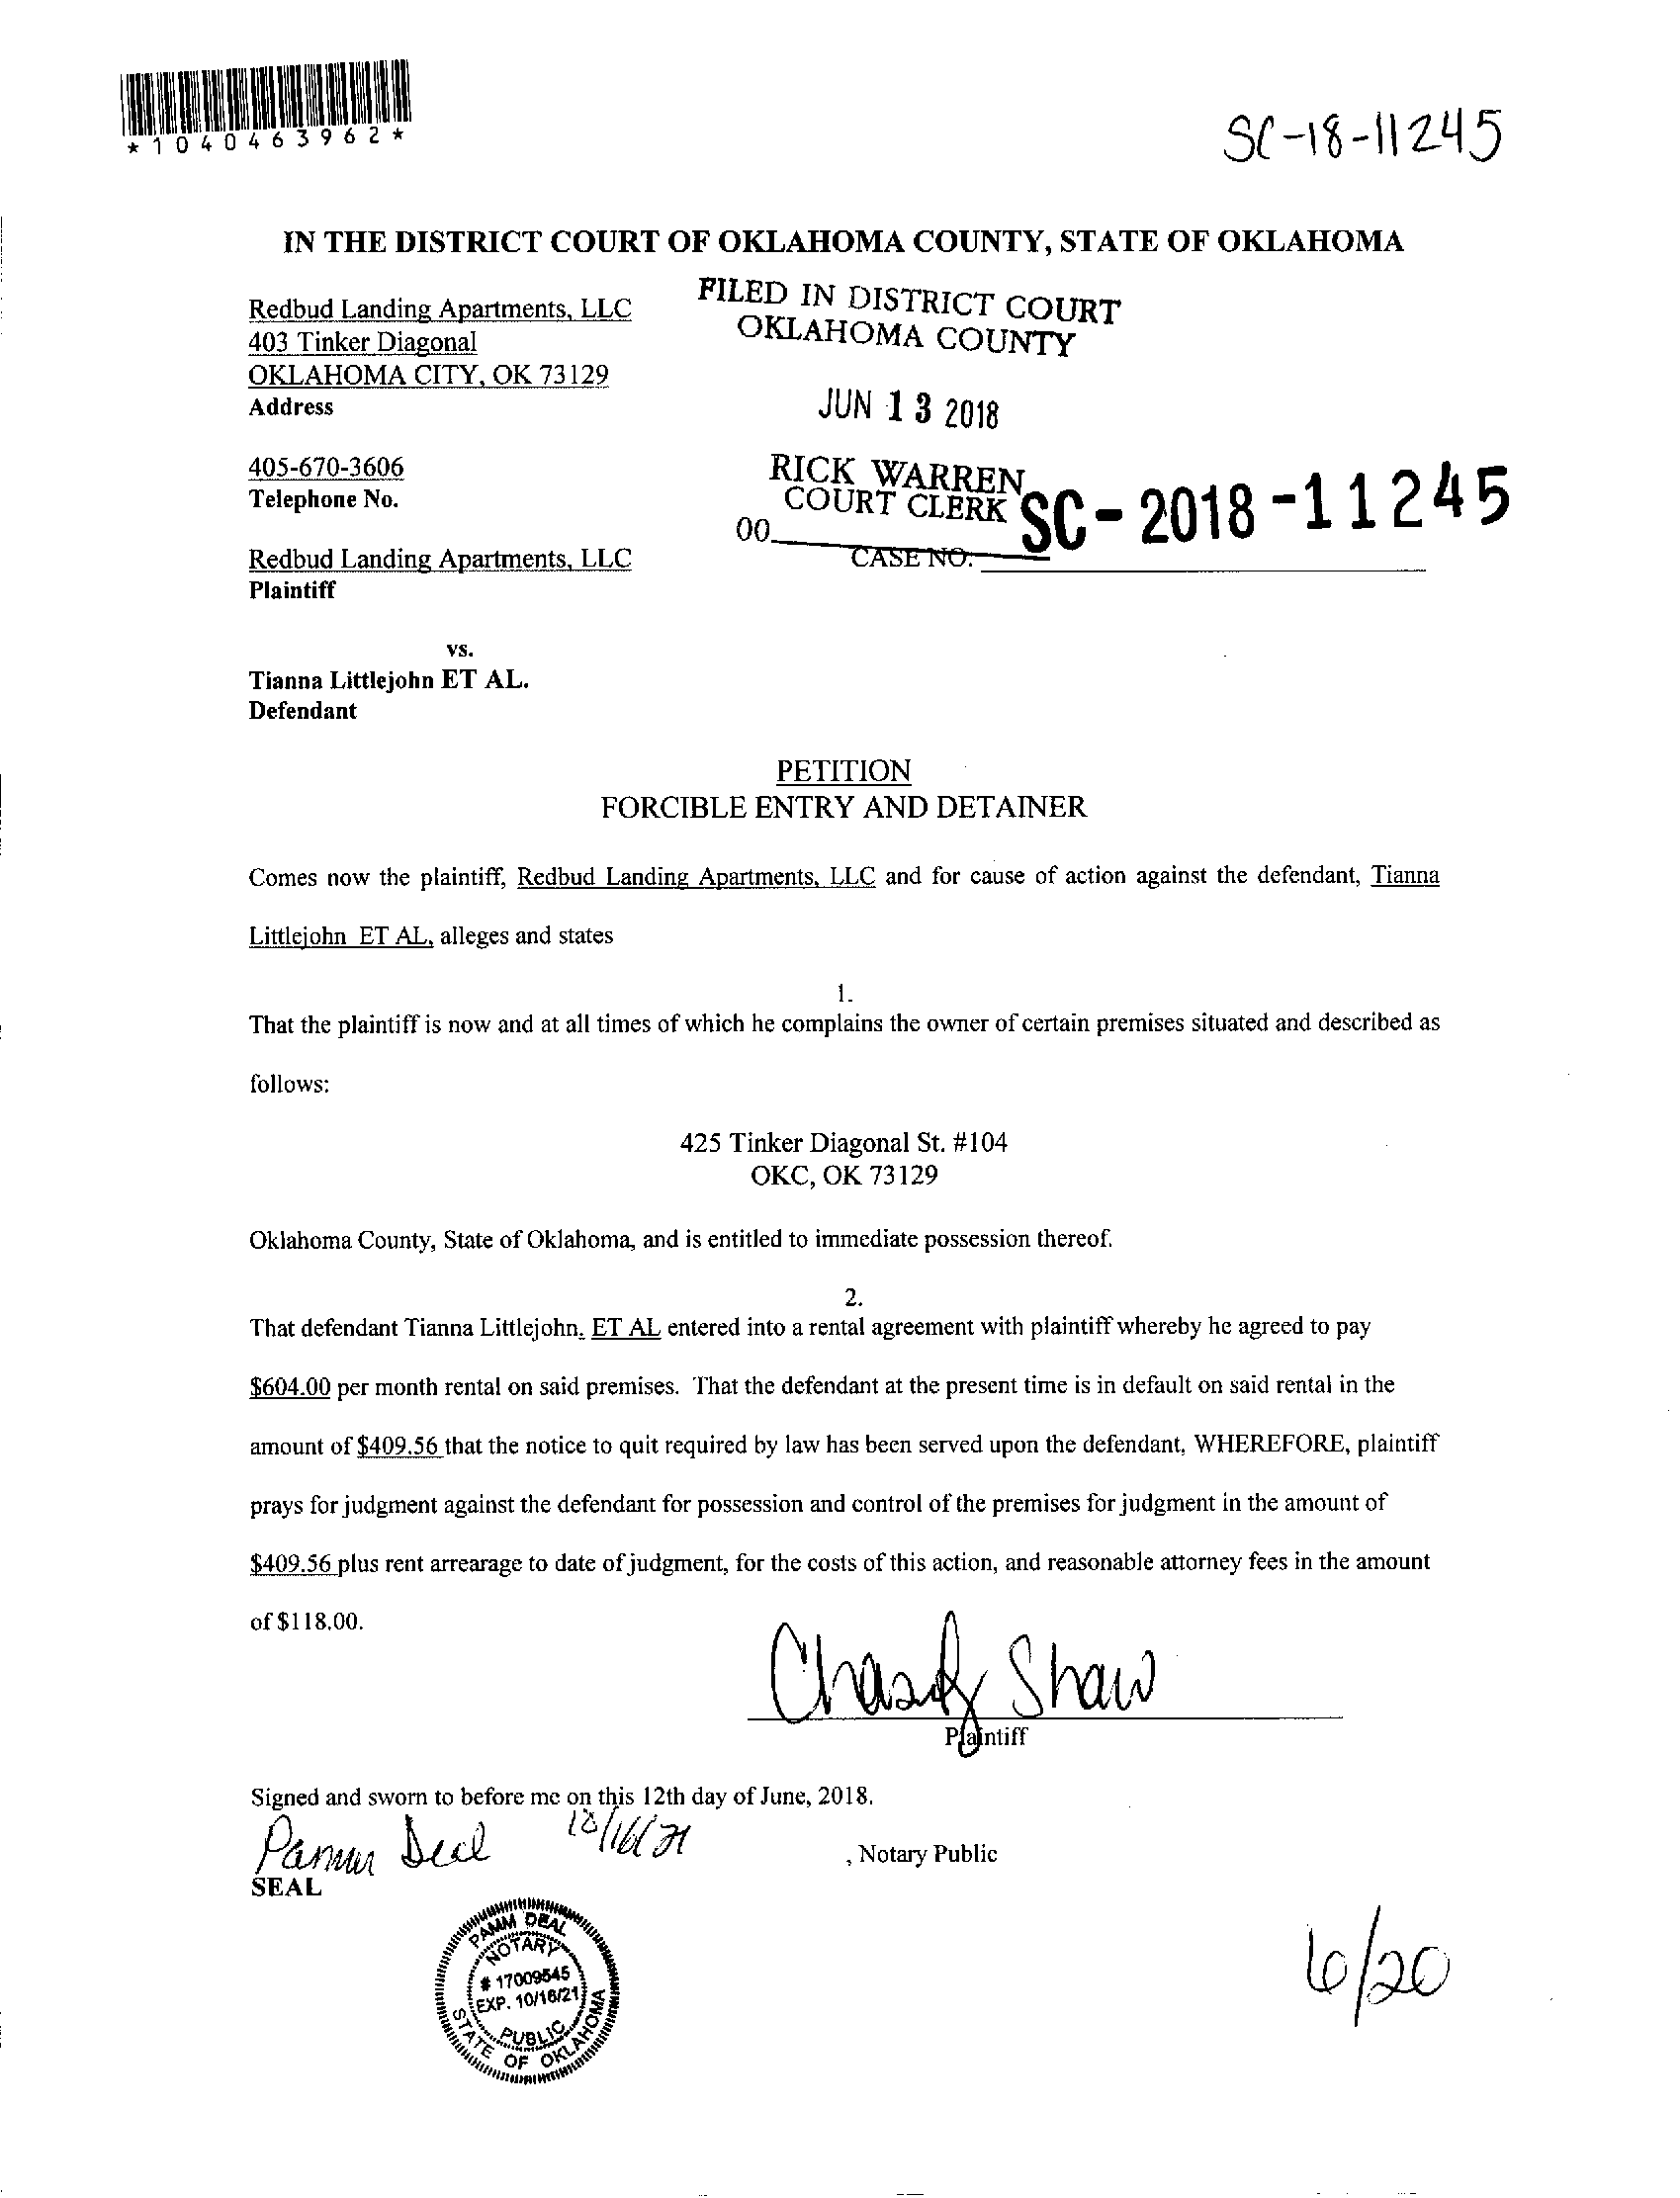 *1040463962*
SC-18-11245
IN THE DISTRICT COURT OF OKLAHOMA COUNTY, STATE OF OKLAHOMA
Redbud Landing Apartments, LLC
403 Tinker Diagonal
OKLAHOMA CITY, OK 73129
Address
FILED IN DISTRICT COURT
OKLAHOMA COUNTY
JUN 13 2018
405-670-3606
Telephone No.
RICK WARREN
COURT CLERK
00
SC-2018-11245
CASE NO.
Redbud Landing Apartments, LLC
Plaintiff
vs.
Tianna Littlejohn ET AL.
Defendant
PETITION
FORCIBLE ENTRY AND DETAINER
Comes now the plaintiff, Redbud Landing Apartments, LLC and for cause of action against the defendant, Tianna
Littlejohn ET AL, alleges and states
1.
That the plaintiff is now and at all times of which he complains the owner of certain premises situated and described as
follows:
425 Tinker Diagonal St. #104
OKC, OK 73129
Oklahoma County, State of Oklahoma, and is entitled to immediate possession thereof.
2.
That defendant Tianna Littlejohn, ET AL entered into a rental agreement with plaintiff whereby he agreed to pay
$604.00 per month rental on said premises. That the defendant at the present time is in default on said rental in the
amount of $409.56 that the notice to quit required by law has been served upon the defendant, WHEREFORE, plaintiff
prays for judgment against the defendant for possession and control of the premises for judgment in the amount of
$409.56 plus rent arrearage to date of judgment, for the costs of this action, and reasonable attorney fees in the amount
of $118.00.
Chasdy Shaw
Plaintiff
Signed and sworn to before me on this 12th day of June, 2018.
Pamm Deal
, Notary Public
SEAL
PAMM DEAL
NOTARY
# 17009545
EXP. 10/16/21
PUBLIC
STATE OF OKLAHOMA
6/20